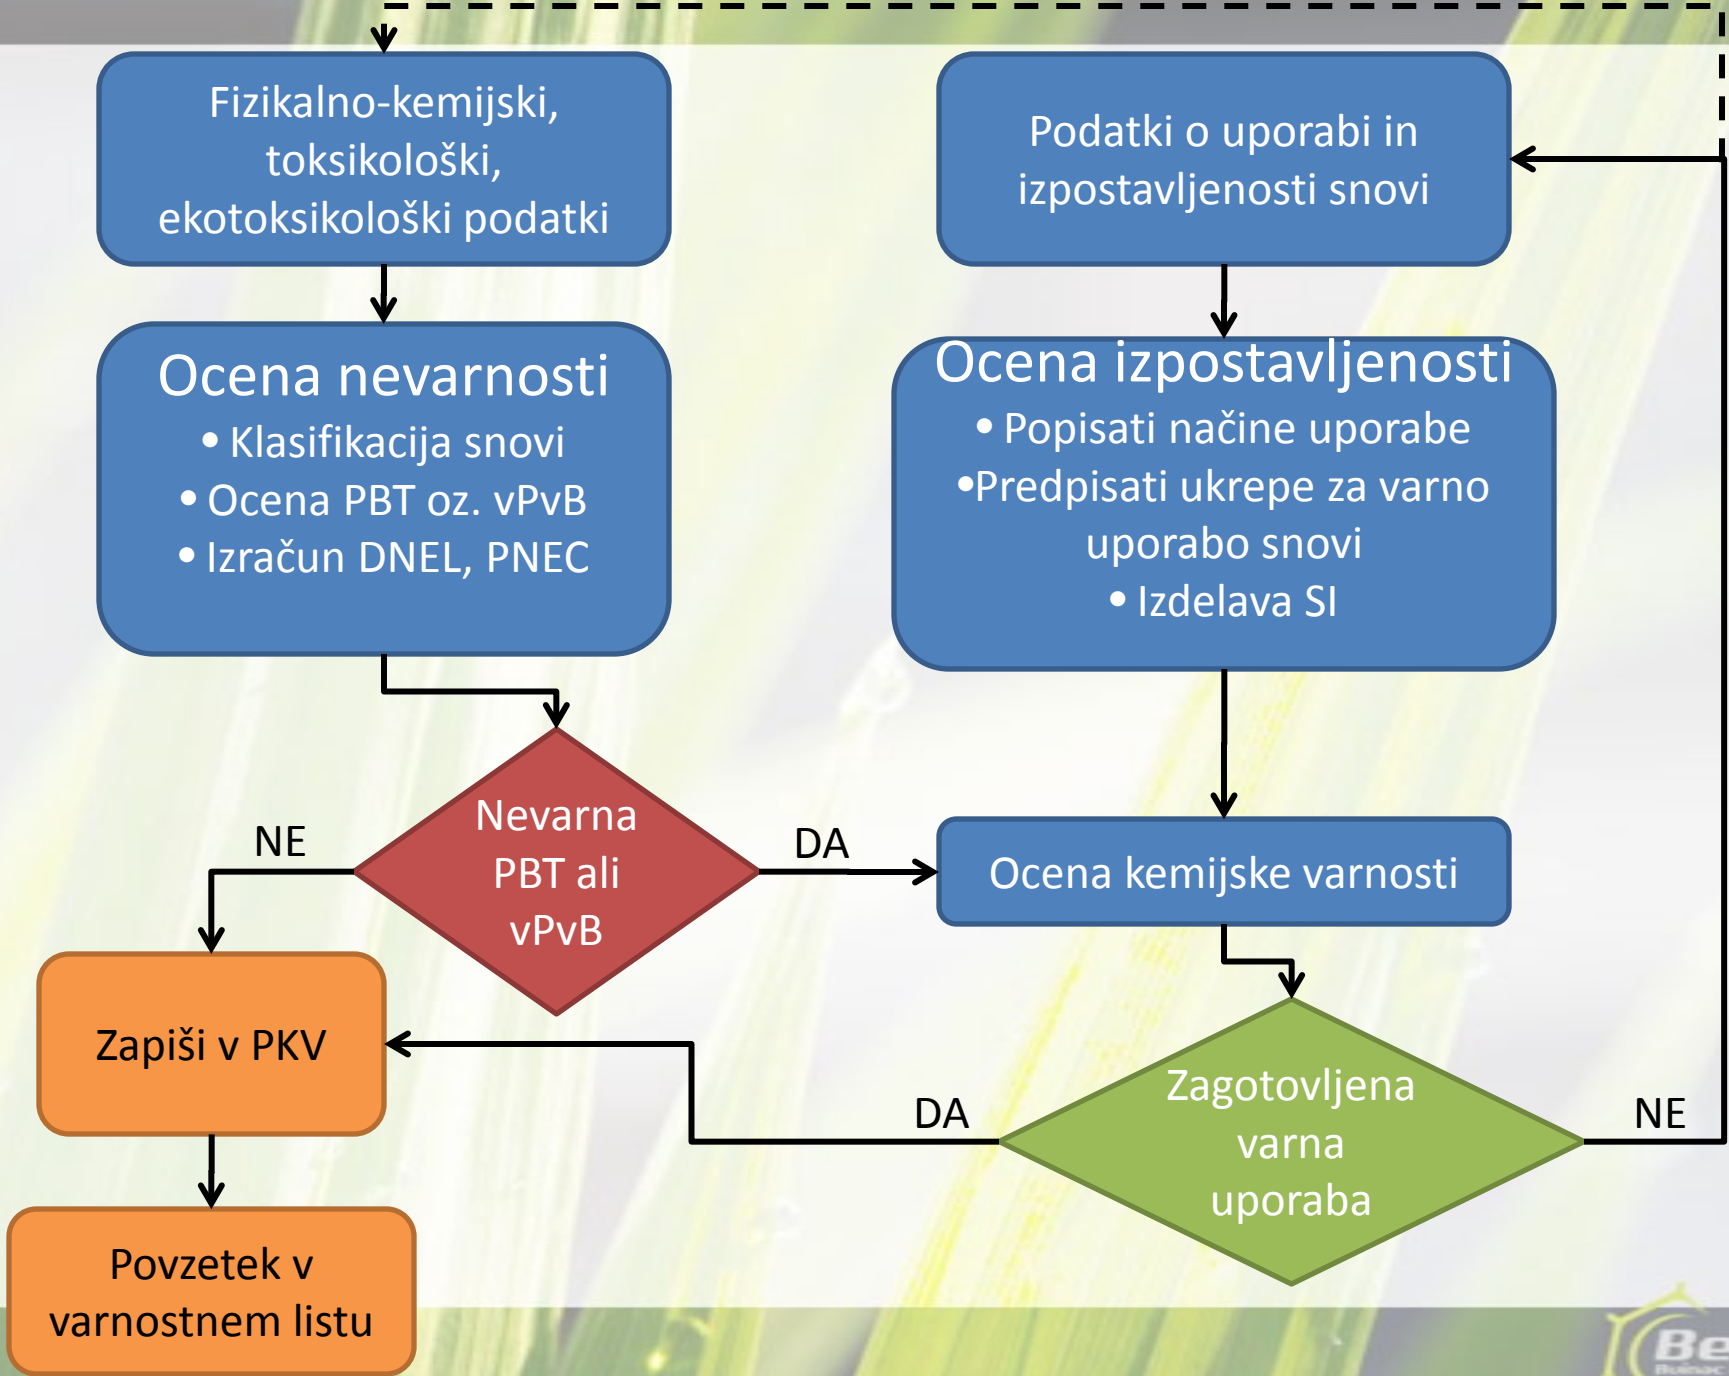 Fizikalno-kemijski,
toksikološki,
ekotoksikološki podatki
Podatki o uporabi in
izpostavljenosti snovi
Ocena nevarnosti
• Klasifikacija snovi
• Ocena PBT oz. vPvB
• Izračun DNEL, PNEC
Ocena izpostavljenosti
• Popisati načine uporabe
•Predpisati ukrepe za varno
uporabo snovi
• Izdelava SI
Nevarna
PBT ali
vPvB
NE
DA
Ocena kemijske varnosti
Zapiši v PKV
Zagotovljena
varna
uporaba
DA
NE
Povzetek v
varnostnem listu
Be